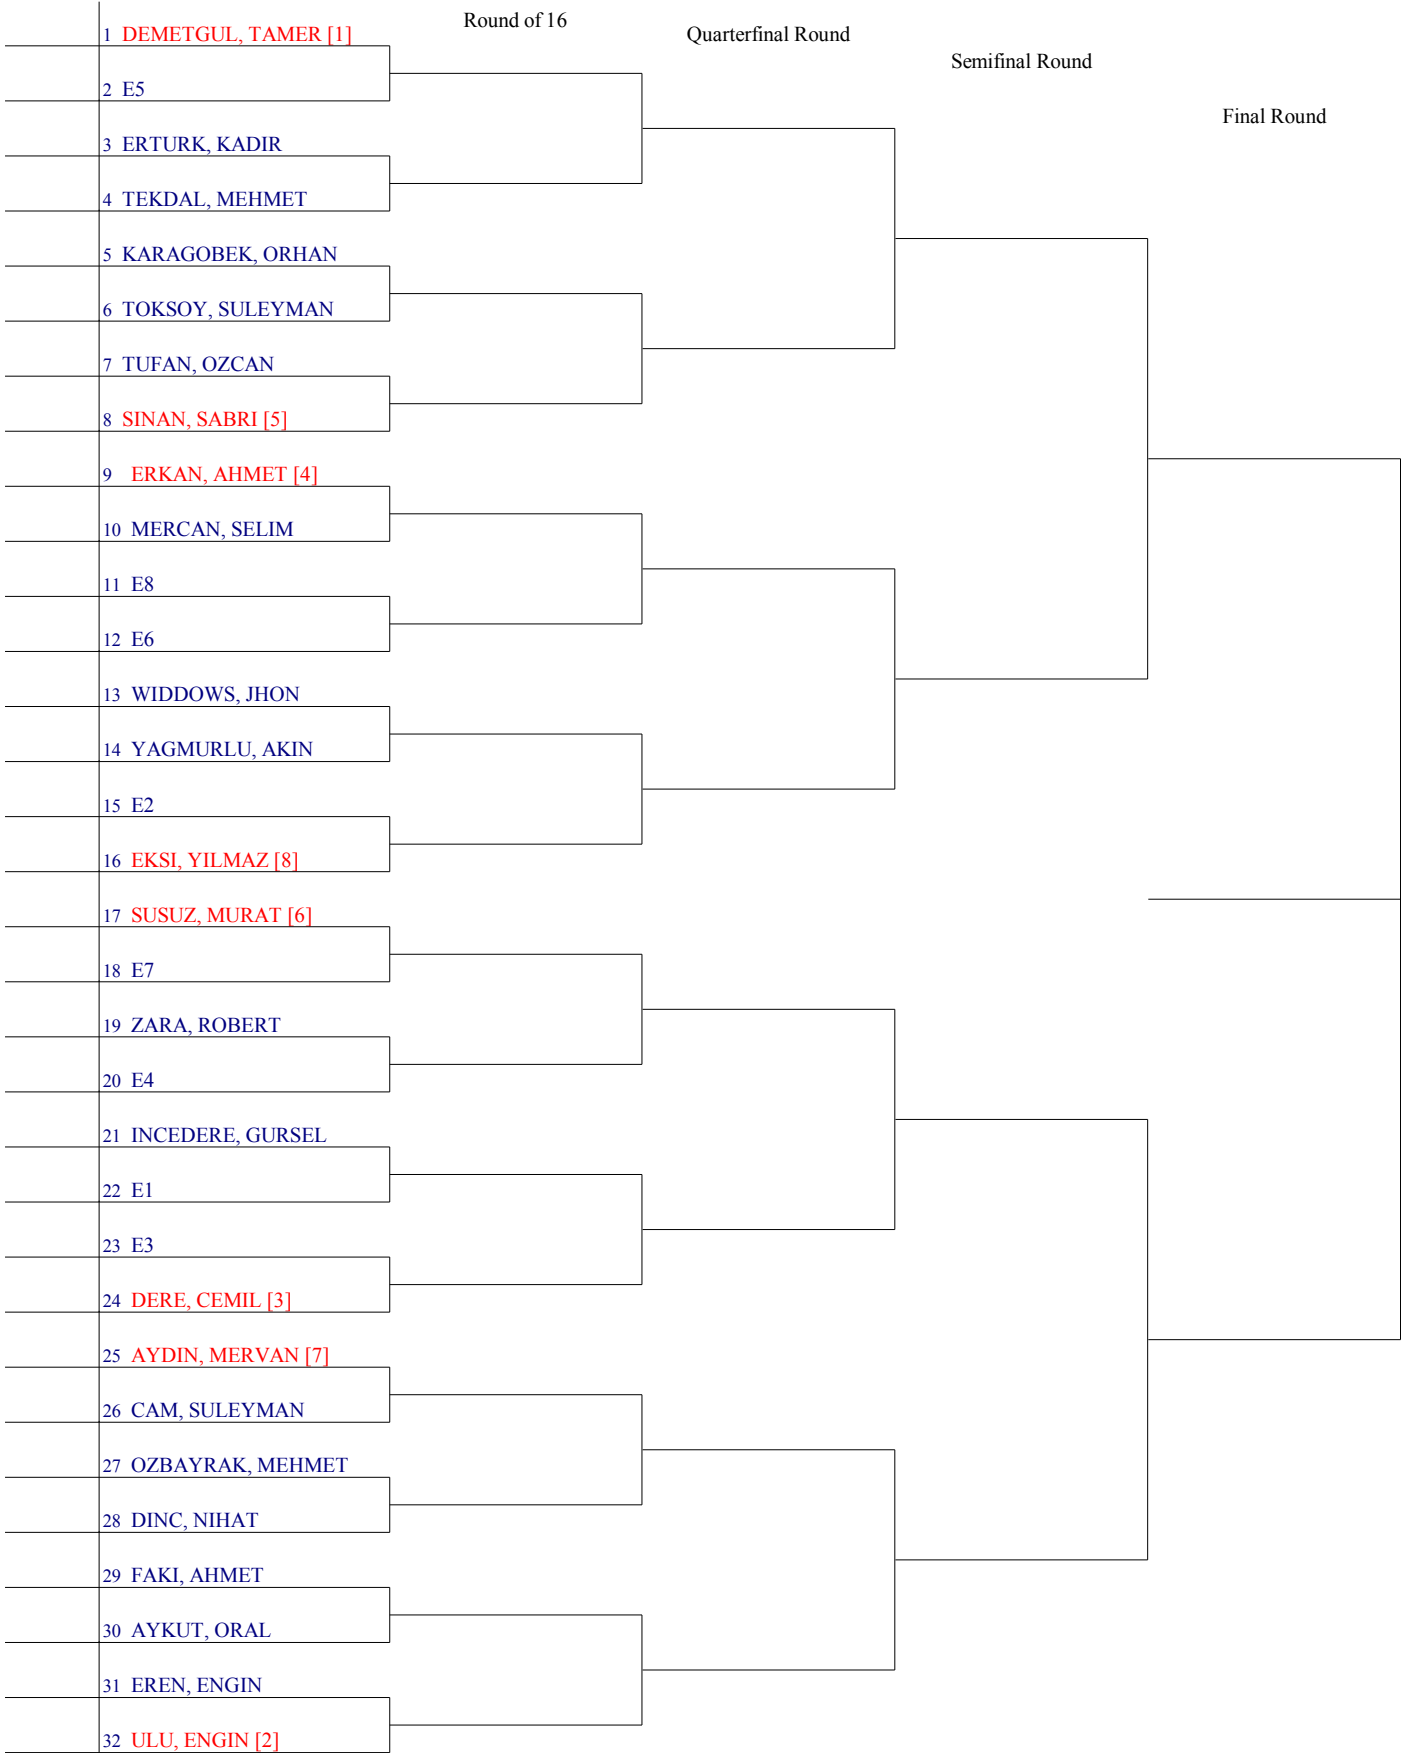 Round of 16
Quarterfinal Round
Semifinal Round
Final Round
1 DEMETGUL, TAMER [1]
2 E5
3 ERTURK, KADIR
4 TEKDAL, MEHMET
5 KARAGOBEK, ORHAN
6 TOKSOY, SULEYMAN
7 TUFAN, OZCAN
8 SINAN, SABRI [5]
9 ERKAN, AHMET [4]
10 MERCAN, SELIM
11 E8
12 E6
13 WIDDOWS, JHON
14 YAGMURLU, AKIN
15 E2
16 EKSI, YILMAZ [8]
17 SUSUZ, MURAT [6]
18 E7
19 ZARA, ROBERT
20 E4
21 INCEDERE, GURSEL
22 E1
23 E3
24 DERE, CEMIL [3]
25 AYDIN, MERVAN [7]
26 CAM, SULEYMAN
27 OZBAYRAK, MEHMET
28 DINC, NIHAT
29 FAKI, AHMET
30 AYKUT, ORAL
31 EREN, ENGIN
32 ULU, ENGIN [2]